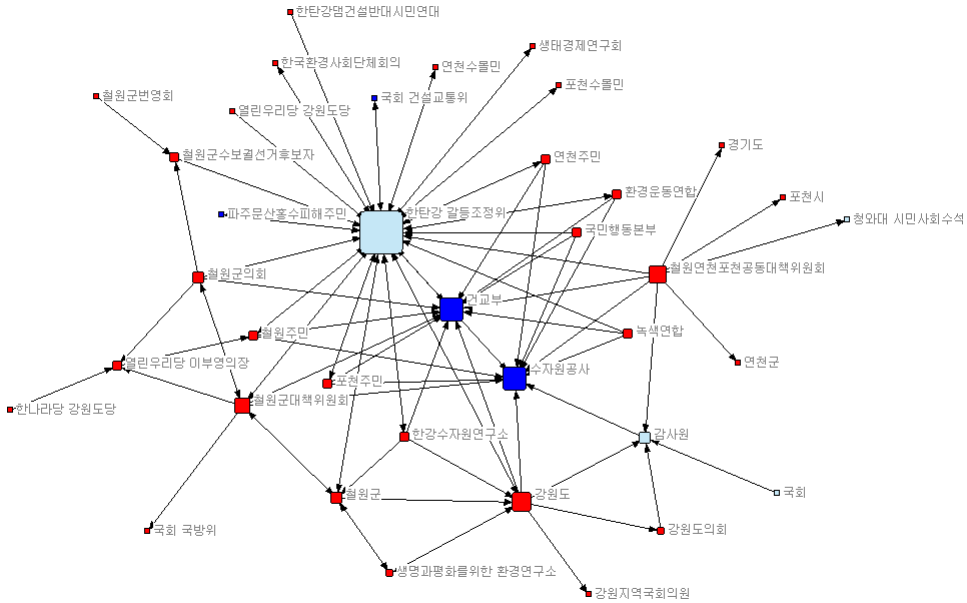 한탄강댐건설반대시민연대
생태경제연구회
한국환경사회단체회의
연천수몰민
포천수몰민
철원군번영회
국회 건설교통위
열린우리당 강원도당
경기도
철원군수보궐선거후보자
연천주민
환경운동연합
포천시
파주문산홍수피해주민
한탄강 갈등조정위
청와대 시민사회수석
국민행동본부
철원군의회
철원연천포천공동대책위원회
건교부
철원주민
녹색연합
열린우리당 이부영의장
연천군
수자원공사
포천주민
철원군대책위원회
한나라당 강원도당
한강수자원연구소
감사원
철원군
강원도
국회
국회 국방위
강원도의회
생명과평화를위한 환경연구소
강원지역국회의원